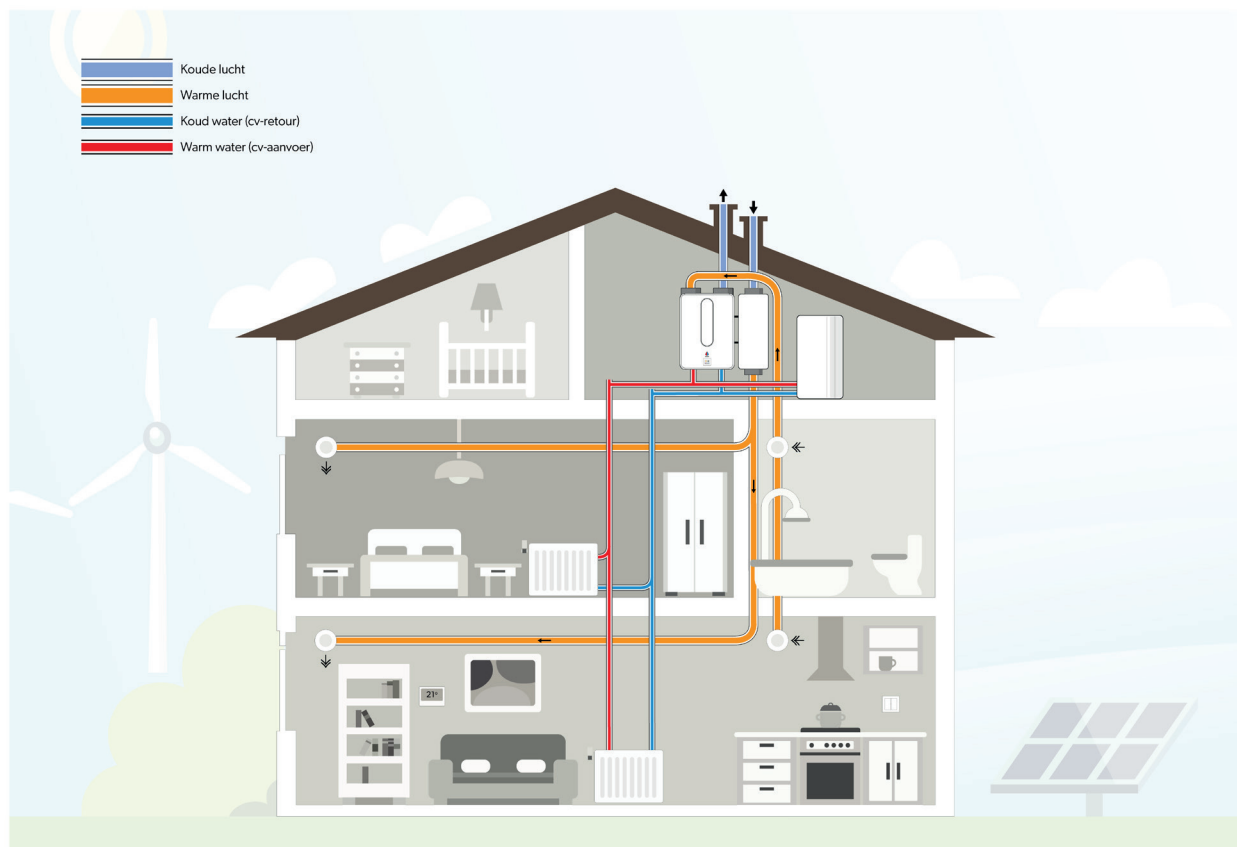 Koude lucht
Warme lucht
Koud water (cv-retour)
Warm water (cv-aanvoer)
21°